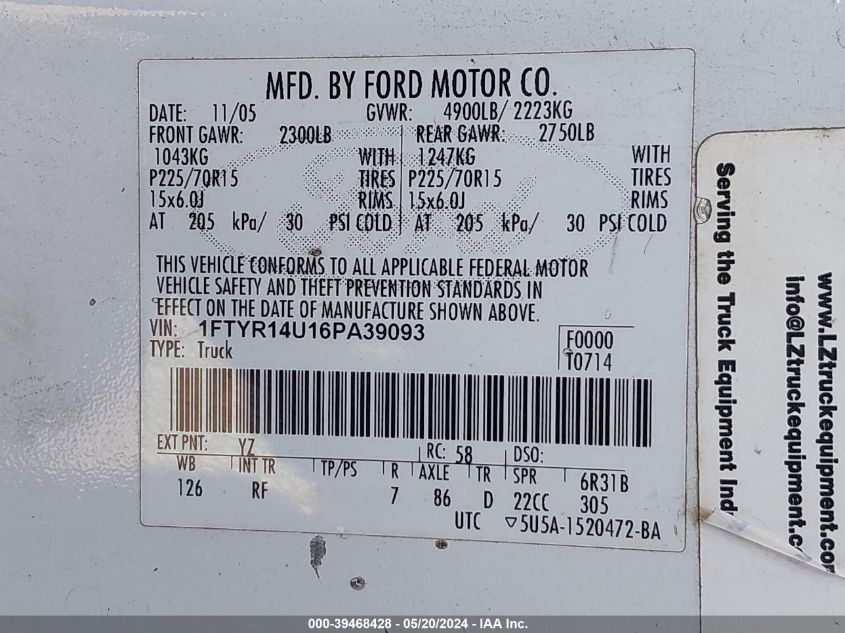 MFD. BY FORD MOTOR CO.
DATE: 11/05 GVWR: 4900LB/ 2223KG
FRONT GAWR: 2300LB REAR GAWR: 2750LB
1043KG WITH 1247KG WITH
P225/70R15 TIRES P225/70R15 TIRES
15x6.0J RIMS 15x6.0J RIMS
AT 205 kPa/ 30 PSI COLD AT 205 kPa/ 30 PSI COLD
THIS VEHICLE CONFORMS TO ALL APPLICABLE FEDERAL MOTOR
VEHICLE SAFETY AND THEFT PREVENTION STANDARDS IN
EFFECT ON THE DATE OF MANUFACTURE SHOWN ABOVE.
VIN: 1FTYR14U16PA39093
TYPE: Truck
F0000
T0714
EXT PNT: YZ RC: 58 DSO:
WB INT TR TP/PS R AXLE TR SPR 6R31B
126 RF 7 86 D 22CC 305
UTC ▽5U5A-1520472-BA
Serving the Truck Equipment Ind
Info@LZtruckequipment.co
www.LZtruckequipment.com
000-39468428 - 05/20/2024 - IAA Inc.